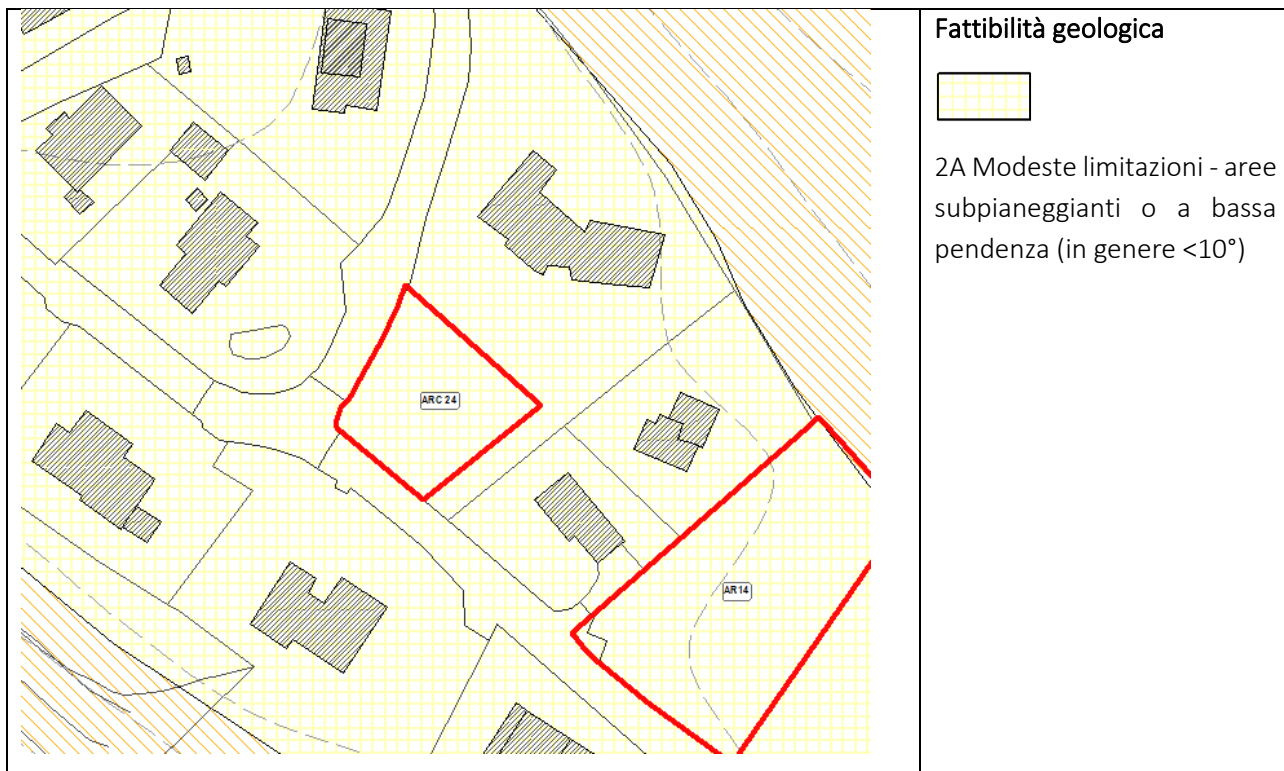 Fattibilità geologica
2A Modeste limitazioni - aree
subpianeggianti o a bassa
pendenza (in genere <10°)
ARC 24
AR14